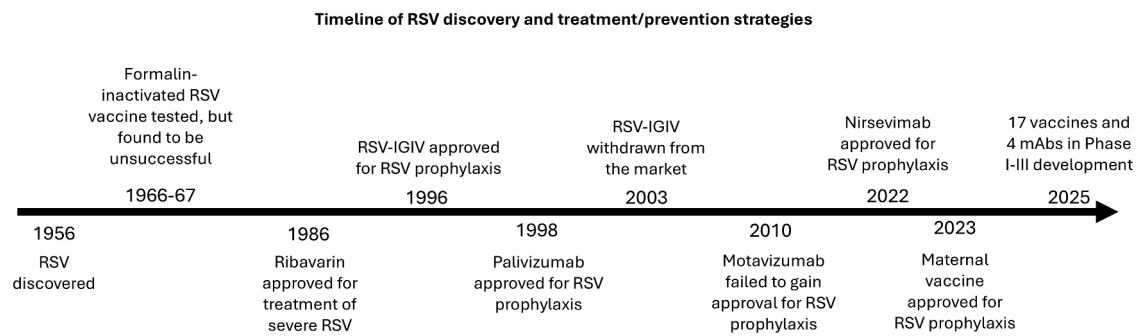 Timeline of RSV discovery and treatment/prevention strategies
1956
RSV
discovered
Formalin-
inactivated RSV
vaccine tested, but
found to be
unsuccessful
1966-67
1986
Ribavarin
approved for
treatment of
severe RSV
RSV-IGIV approved
for RSV prophylaxis
1996
1998
Palivizumab
approved for RSV
prophylaxis
RSV-IGIV
withdrawn from
the market
2003
2010
Motavizumab
failed to gain
approval for RSV
prophylaxis
Nirsevimab
approved for
RSV prophylaxis
2022
2023
Maternal
vaccine
approved for
RSV prophylaxis
17 vaccines and
4 mAbs in Phase
I-III development
2025